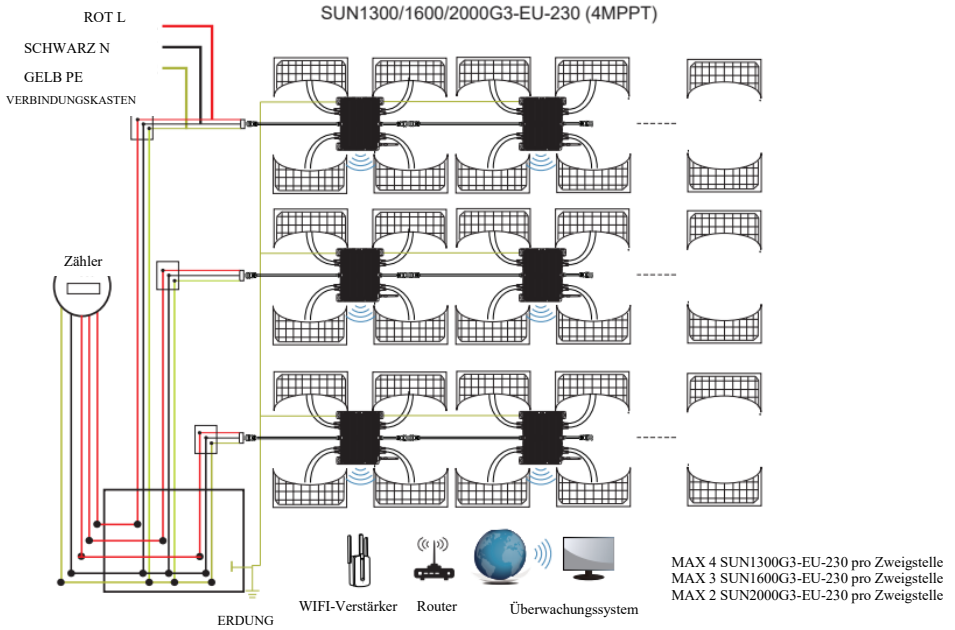 SUN1300/1600/2000G3-EU-230 (4MPPT)
ROT L
SCHWARZ N
GELB PE
VERBINDUNGSKASTEN
Zähler
MAX 4 SUN1300G3-EU-230 pro Zweigstelle
MAX 3 SUN1600G3-EU-230 pro Zweigstelle
MAX 2 SUN2000G3-EU-230 pro Zweigstelle
WIFI-Verstärker
Router
Überwachungssystem
ERDUNG